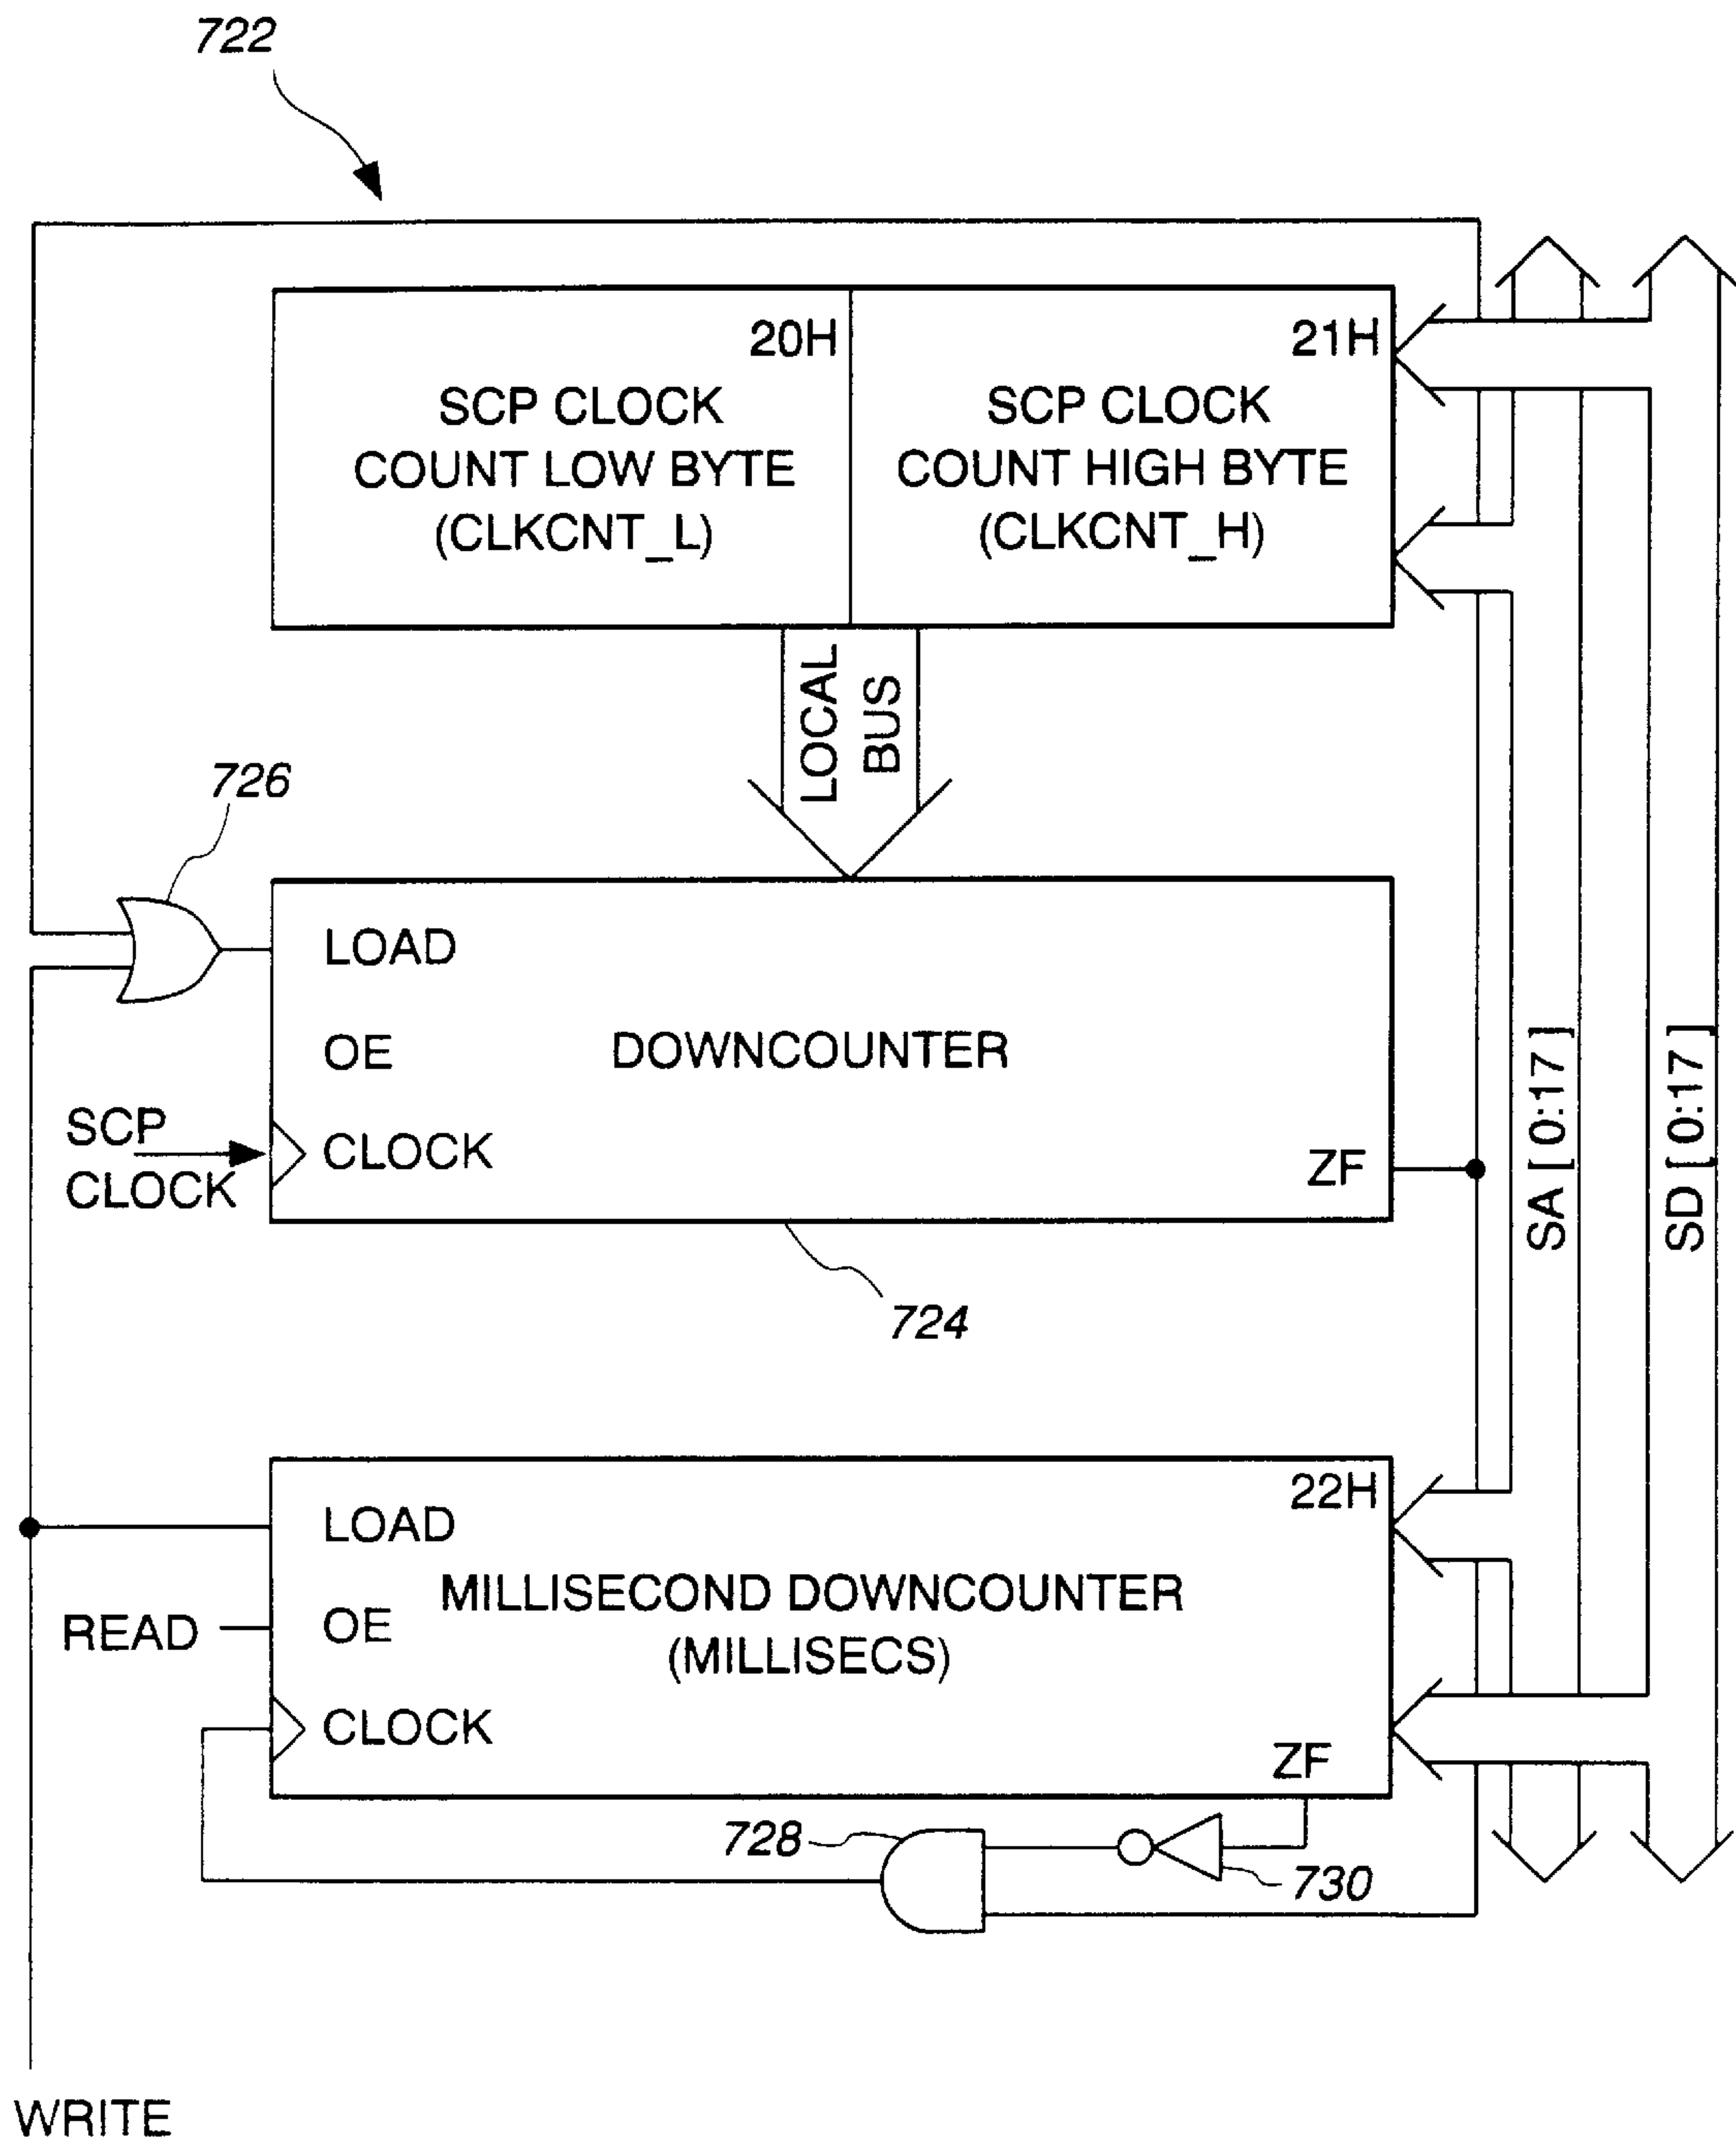 722
20H
SCP CLOCK
COUNT LOW BYTE
(CLKCNT_L)
21H
SCP CLOCK
COUNT HIGH BYTE
(CLKCNT_H)
LOCAL
BUS
726
LOAD
OE
DOWNCOUNTER
SCP
CLOCK
CLOCK
ZF
724
SA [ 0:17 ]
SD [ 0:17 ]
22H
LOAD
MILLISECOND DOWNCOUNTER
(MILLISECS)
READ
OE
CLOCK
ZF
728
730
WRITE